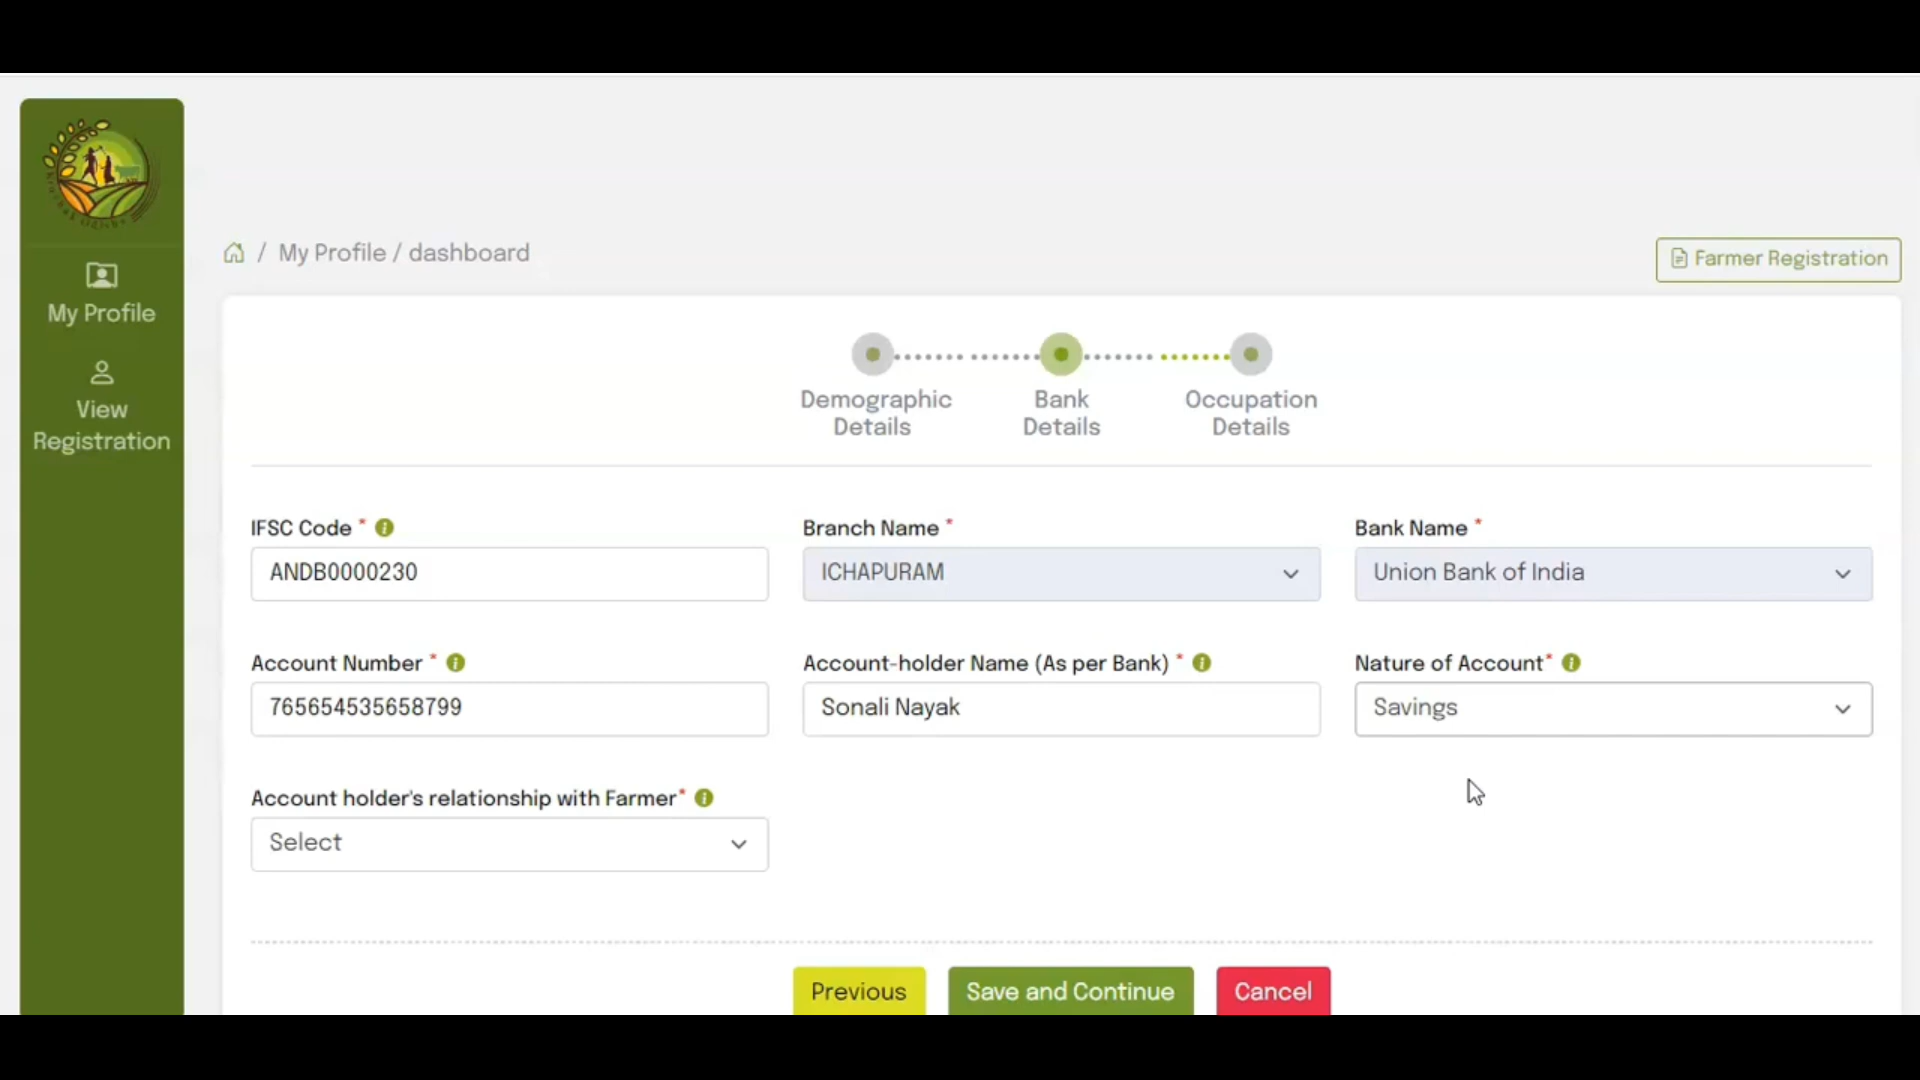 My Profile
View
Registration
/ My Profile / dashboard
Farmer Registration
Demographic
Details
Bank
Details
Occupation
Details
IFSC Code *
Branch Name *
Bank Name *
ANDB0000230
ICHAPURAM
Union Bank of India
Account Number *
Account-holder Name (As per Bank) *
Nature of Account*
765654535658799
Sonali Nayak
Savings
Account holder's relationship with Farmer*
Select
Previous
Save and Continue
Cancel